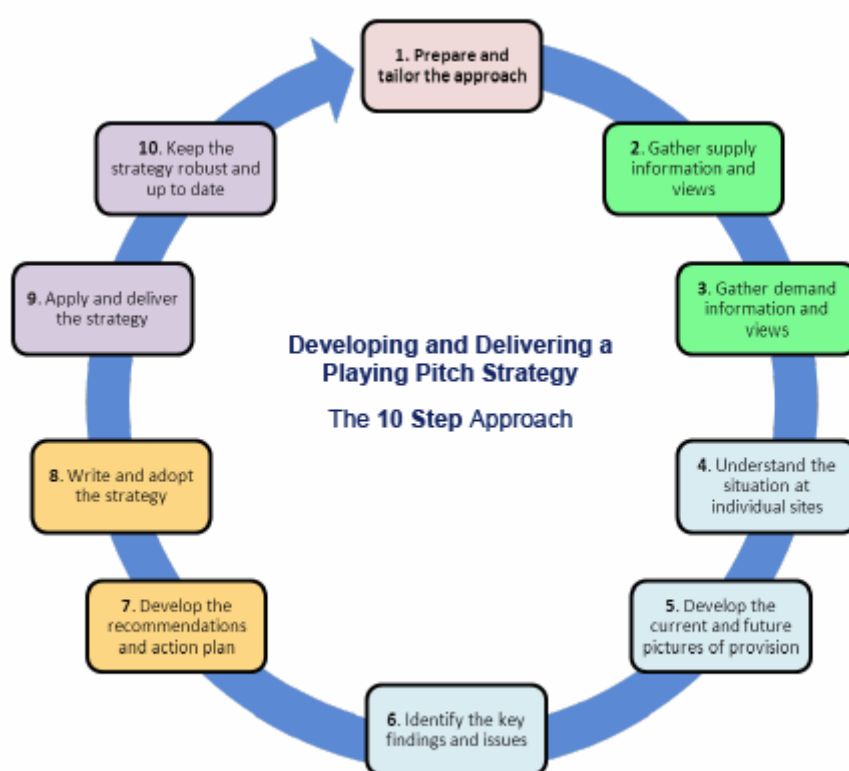 1. Prepare and
tailor the approach
2. Gather supply
information and
views
3. Gather demand
information and
views
4. Understand the
situation at
individual sites
5. Develop the
current and future
pictures of provision
6. Identify the key
findings and issues
7. Develop the
recommendations
and action plan
8. Write and adopt
the strategy
9. Apply and deliver
the strategy
10. Keep the
strategy robust and
up to date
Developing and Delivering a
Playing Pitch Strategy
The 10 Step Approach